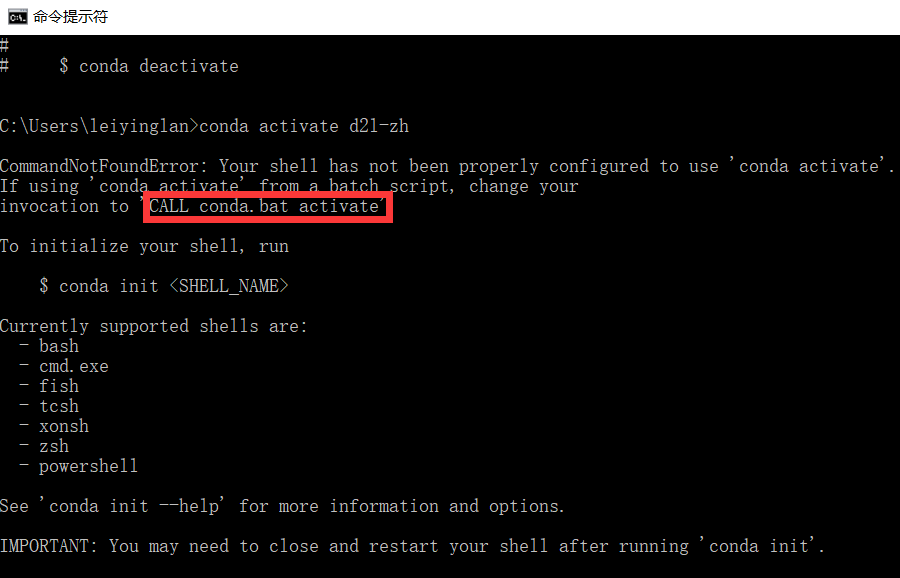 命令提示符
#
#     $ conda deactivate
C:\Users\leiyinglan>conda activate d2l-zh
CommandNotFoundError: Your shell has not been properly configured to use 'conda activate'.
If using 'conda activate' from a batch script, change your
invocation to 'CALL conda.bat activate'.
To initialize your shell, run
    $ conda init <SHELL_NAME>
Currently supported shells are:
  - bash
  - cmd.exe
  - fish
  - tcsh
  - xonsh
  - zsh
  - powershell
See 'conda init --help' for more information and options.
IMPORTANT: You may need to close and restart your shell after running 'conda init'.